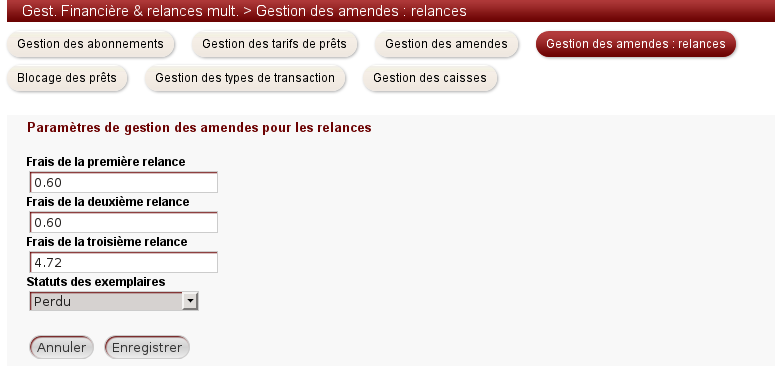 Gest. Financière & relances mult. > Gestion des amendes : relances
Gestion des abonnements Gestion des tarifs de prêts Gestion des amendes Gestion des amendes : relances
Blocage des prêts Gestion des types de transaction Gestion des caisses
Paramètres de gestion des amendes pour les relances
Frais de la première relance
0.60
Frais de la deuxième relance
0.60
Frais de la troisième relance
4.72
Statuts des exemplaires
Perdu
Annuler Enregistrer